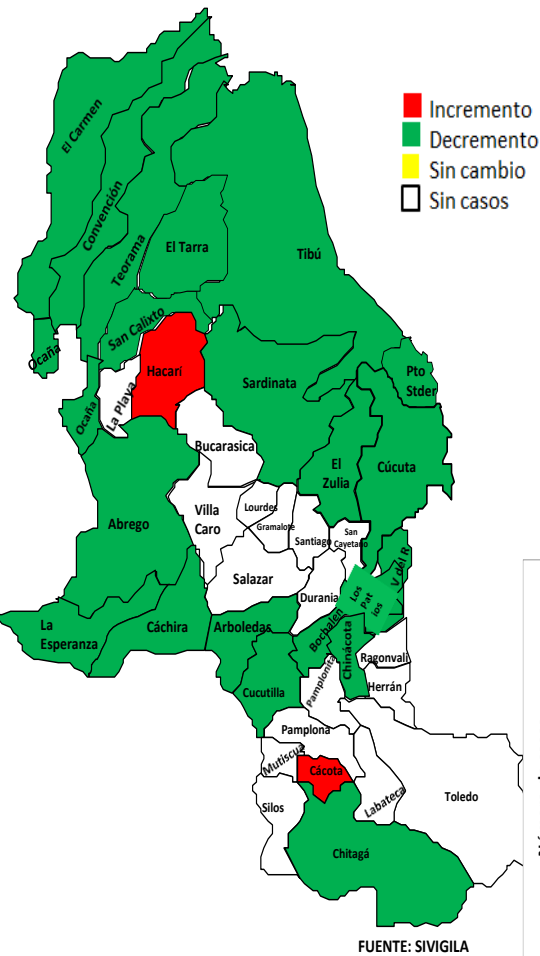 Incremento
Decremento
Sin cambio
Sin casos
El Carmen
Convención
Teorama
El Tarra
Tibú
San Calixto
Ocaña
Hacarí
La Playa
Ocaña
Sardinata
Pto
Stder
Bucarasica
El
Zulia
Cúcuta
Villa
Caro
Lourdes
Gramalote
Santiago
San
Cayetano
Abrego
Salazar
Durania
Los
Pat
ios
V del R
La
Esperanza
Cáchira
Arboledas
Bochalen
Chinácota
Ragonvali
Herrán
Cucutilla
Pamplonita
Pamplona
Mutiscua
Cácota
Silos
Labateca
Toledo
Chitagá
FUENTE: SIVIGILA